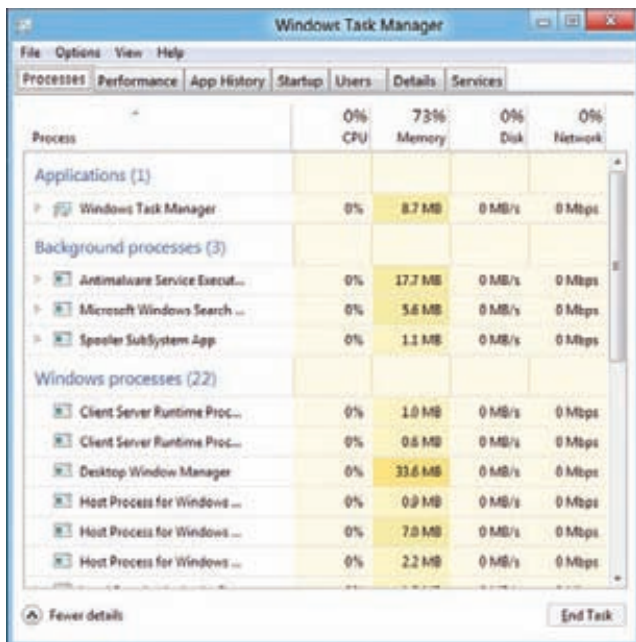 Windows Task Manager
File Options View Help
Processes Performance App History Startup Users Details Services
0% 73% 0% 0%
Process CPU Memory Disk Network
Applications (1)
Windows Task Manager 0% 8.7 MB 0 MB/s 0 Mbps
Background processes (3)
Antimalware Service Execut... 0% 17.7 MB 0 MB/s 0 Mbps
Microsoft Windows Search ... 0% 5.6 MB 0 MB/s 0 Mbps
Spooler SubSystem App 0% 1.1 MB 0 MB/s 0 Mbps
Windows processes (22)
Client Server Runtime Proc... 0% 1.0 MB 0 MB/s 0 Mbps
Client Server Runtime Proc... 0% 0.6 MB 0 MB/s 0 Mbps
Desktop Window Manager 0% 33.6 MB 0 MB/s 0 Mbps
Host Process for Windows ... 0% 0.9 MB 0 MB/s 0 Mbps
Host Process for Windows ... 0% 7.0 MB 0 MB/s 0 Mbps
Host Process for Windows ... 0% 2.2 MB 0 MB/s 0 Mbps
Fewer details End Task